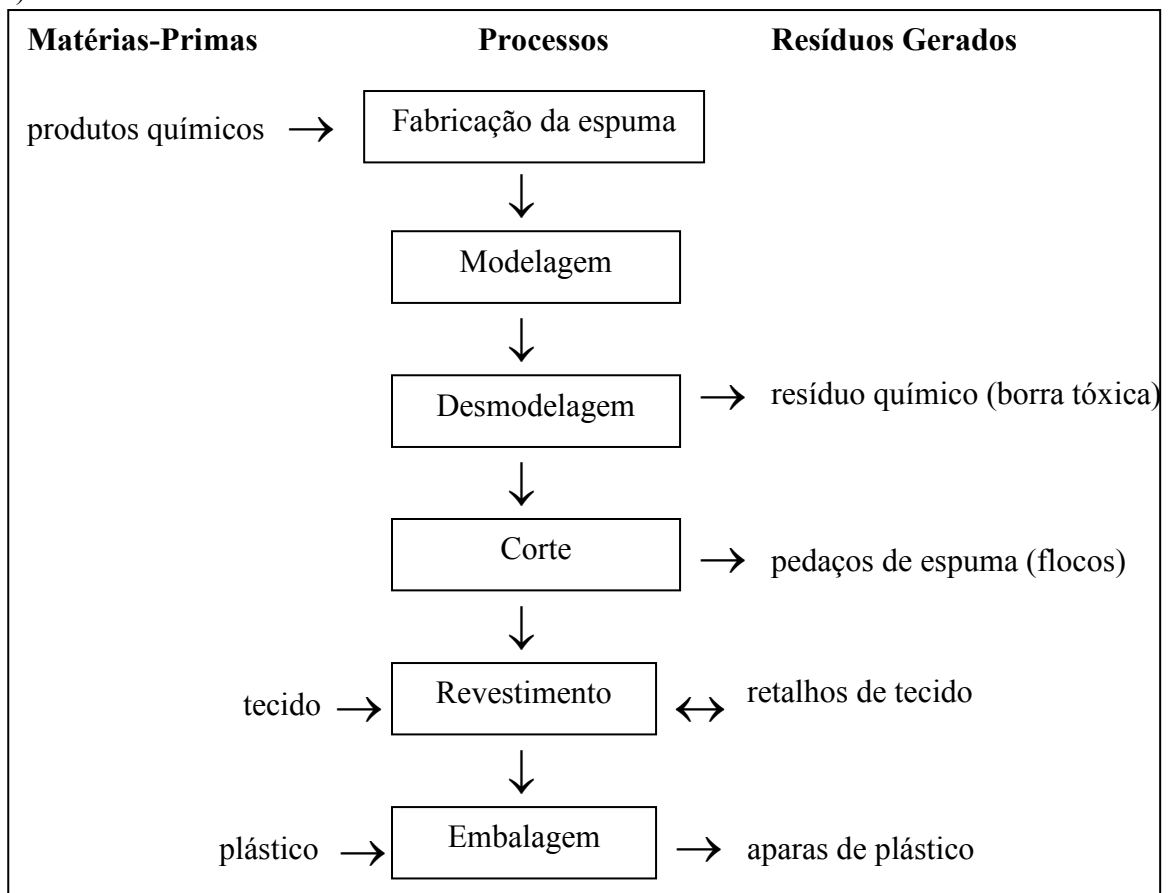 Matérias-Primas Processos Resíduos Gerados
produtos químicos → Fabricação da espuma
Modelagem
Desmodelagem → resíduo químico (borra tóxica)
Corte → pedaços de espuma (flocos)
tecido → Revestimento ↔ retalhos de tecido
plástico → Embalagem → aparas de plástico